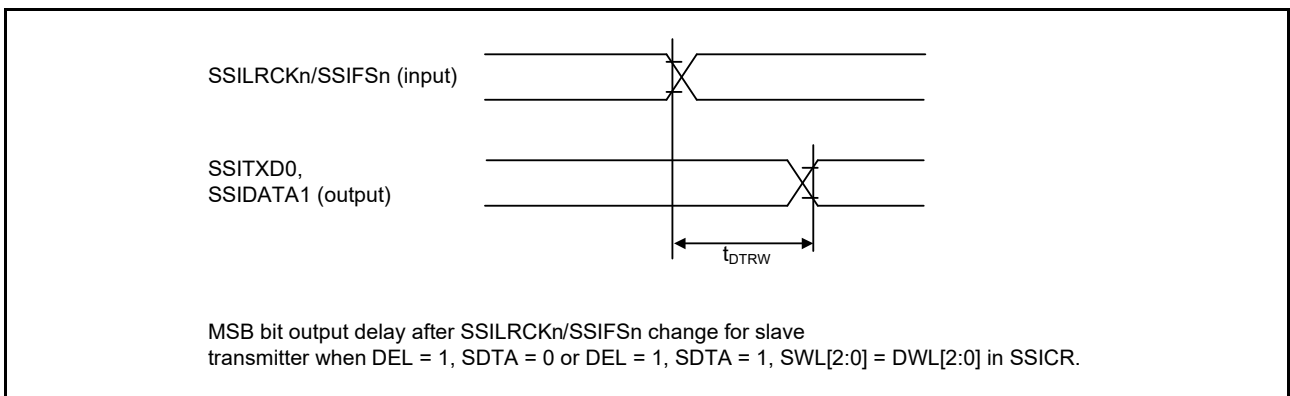 SSILRCKn/SSIFSn (input)
SSITXD0,
SSIDATA1 (output)
tDTRW
MSB bit output delay after SSILRCKn/SSIFSn change for slave
transmitter when DEL = 1, SDTA = 0 or DEL = 1, SDTA = 1, SWL[2:0] = DWL[2:0] in SSICR.